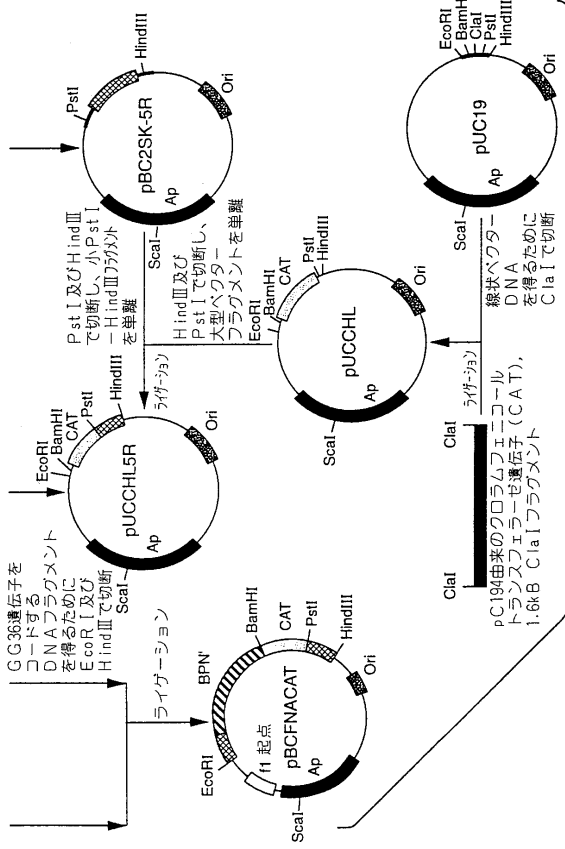 GG36遺伝子を
コードする
DNAフラグメント
を得るために
EcoRI及び
HindⅢで切断
ライゲーション
EcoRI
BPN'
BamHI
CAT
PstI
HindIII
Ori
Ap
ScaI
f1 起点
pBCFNACAT
EcoRI
BamHI
CAT
PstI
HindIII
Ori
Ap
ScaI
pUCCHL5R
PstI及びHindⅢ
で切断し、小PstI
-HindⅢフラグメント
を単離
ライゲーション
HindⅢ及び
PstIで切断し、
大型ベクター
フラグメントを単離
PstI
HindIII
Ori
Ap
ScaI
pBC2SK-5R
EcoRI
BamHI
CAT
PstI
HindIII
Ori
Ap
ScaI
pUCCHL
ライゲーション
線状ベクター
DNA
を得るために
ClaIで切断
EcoRI
BamHI
ClaI
PstI
HindIII
Ori
Ap
ScaI
pUC19
ClaI
ClaI
pC194由来のクロラムフェニコール
トランスフェラーゼ遺伝子(CAT),
1.6kB ClaIフラグメント